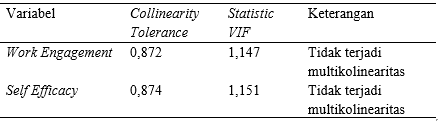 Variabel Collinearity Statistic Keterangan
Tolerance VIF
Work Engagement 0,872 1,147 Tidak terjadi
multikolinearitas
Self Efficacy 0,874 1,151 Tidak terjadi
multikolinearitas